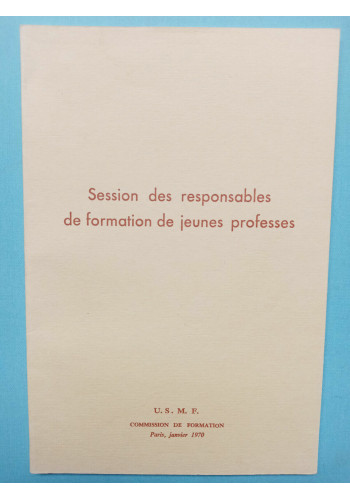 Session des responsables
de formation de jeunes professes
U. S. M. F.
COMMISSION DE FORMATION
Paris, janvier 1970